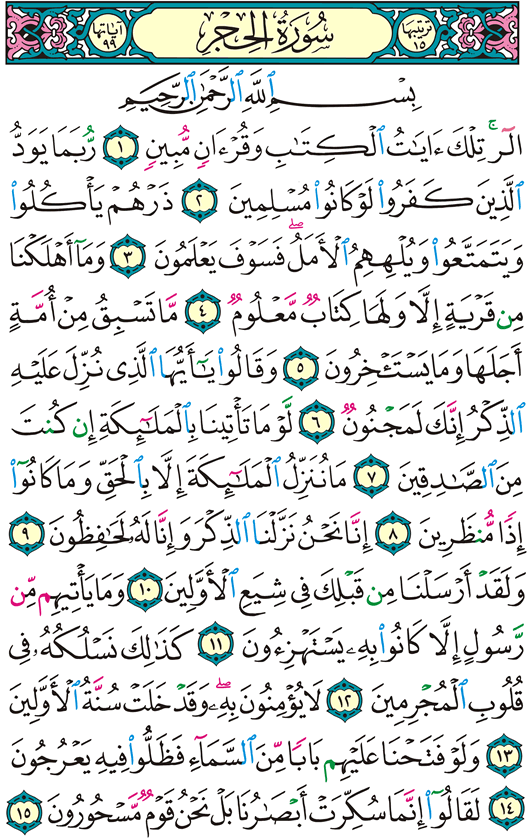 ترتيبها ١٥ سُورَةُ الحِجْرِ آياتها ٩٩
بِسْمِ ٱللَّهِ ٱلرَّحْمَٰنِ ٱلرَّحِيمِ
الٓرۚ تِلْكَ ءَايَٰتُ ٱلْكِتَٰبِ وَقُرْءَانٍ مُّبِينٍ ١ رُّبَمَا يَوَدُّ
ٱلَّذِينَ كَفَرُوا۟ لَوْ كَانُوا۟ مُسْلِمِينَ ٢ ذَرْهُمْ يَأْكُلُوا۟
وَيَتَمَتَّعُوا۟ وَيُلْهِهِمُ ٱلْأَمَلُۖ فَسَوْفَ يَعْلَمُونَ ٣ وَمَآ أَهْلَكْنَا
مِن قَرْيَةٍ إِلَّا وَلَهَا كِتَابٌ مَّعْلُومٌ ٤ مَّا تَسْبِقُ مِنْ أُمَّةٍ
أَجَلَهَا وَمَا يَسْتَـْٔخِرُونَ ٥ وَقَالُوا۟ يَٰٓأَيُّهَا ٱلَّذِى نُزِّلَ عَلَيْهِ
ٱلذِّكْرُ إِنَّكَ لَمَجْنُونٌ ٦ لَّوْ مَا تَأْتِينَا بِٱلْمَلَٰٓئِكَةِ إِن كُنتَ
مِنَ ٱلصَّٰدِقِينَ ٧ مَا نُنَزِّلُ ٱلْمَلَٰٓئِكَةَ إِلَّا بِٱلْحَقِّ وَمَا كَانُوٓا۟
إِذًا مُّنظَرِينَ ٨ إِنَّا نَحْنُ نَزَّلْنَا ٱلذِّكْرَ وَإِنَّا لَهُۥ لَحَٰفِظُونَ ٩
وَلَقَدْ أَرْسَلْنَا مِن قَبْلِكَ فِى شِيَعِ ٱلْأَوَّلِينَ ١٠ وَمَا يَأْتِيهِم مِّن
رَّسُولٍ إِلَّا كَانُوا۟ بِهِۦ يَسْتَهْزِءُونَ ١١ كَذَٰلِكَ نَسْلُكُهُۥ فِى
قُلُوبِ ٱلْمُجْرِمِينَ ١٢ لَا يُؤْمِنُونَ بِهِۦۖ وَقَدْ خَلَتْ سُنَّةُ ٱلْأَوَّلِينَ
١٣ وَلَوْ فَتَحْنَا عَلَيْهِم بَابًا مِّنَ ٱلسَّمَآءِ فَظَلُّوا۟ فِيهِ يَعْرُجُونَ
١٤ لَقَالُوٓا۟ إِنَّمَا سُكِّرَتْ أَبْصَٰرُنَا بَلْ نَحْنُ قَوْمٌ مَّسْحُورُونَ ١٥